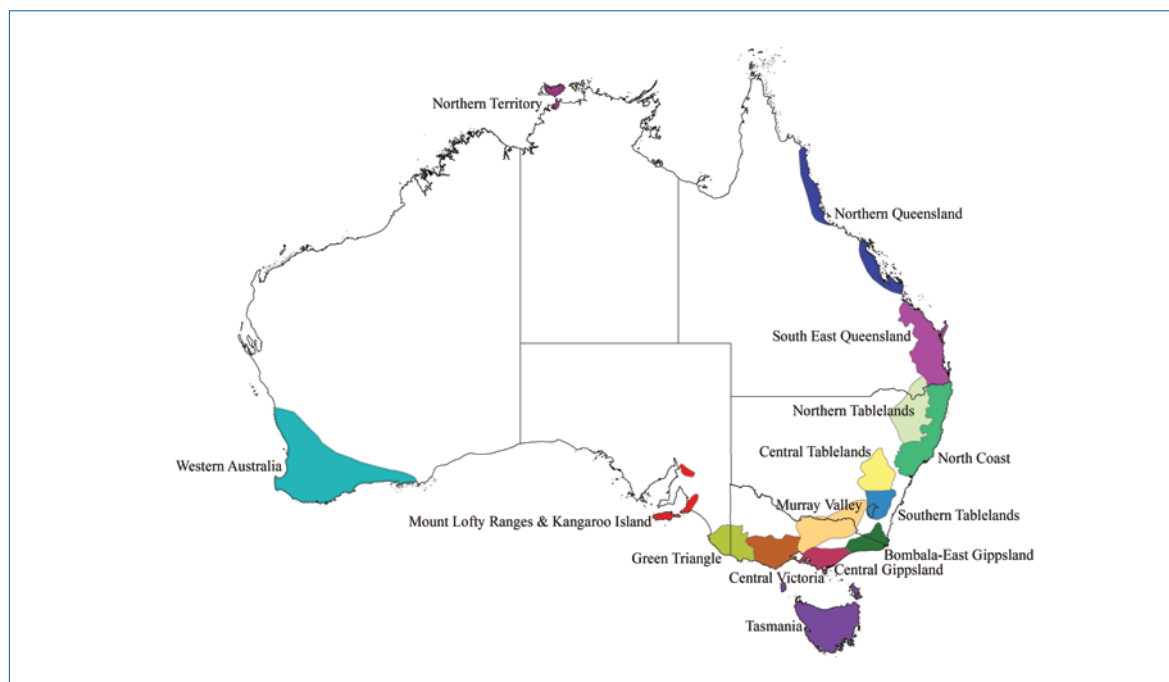 Northern Territory
Northern Queensland
South East Queensland
Northern Tablelands
Central Tablelands
North Coast
Western Australia
Murray Valley
Southern Tablelands
Mount Lofty Ranges & Kangaroo Island
Green Triangle
Bombala-East Gippsland
Central Victoria
Central Gippsland
Tasmania